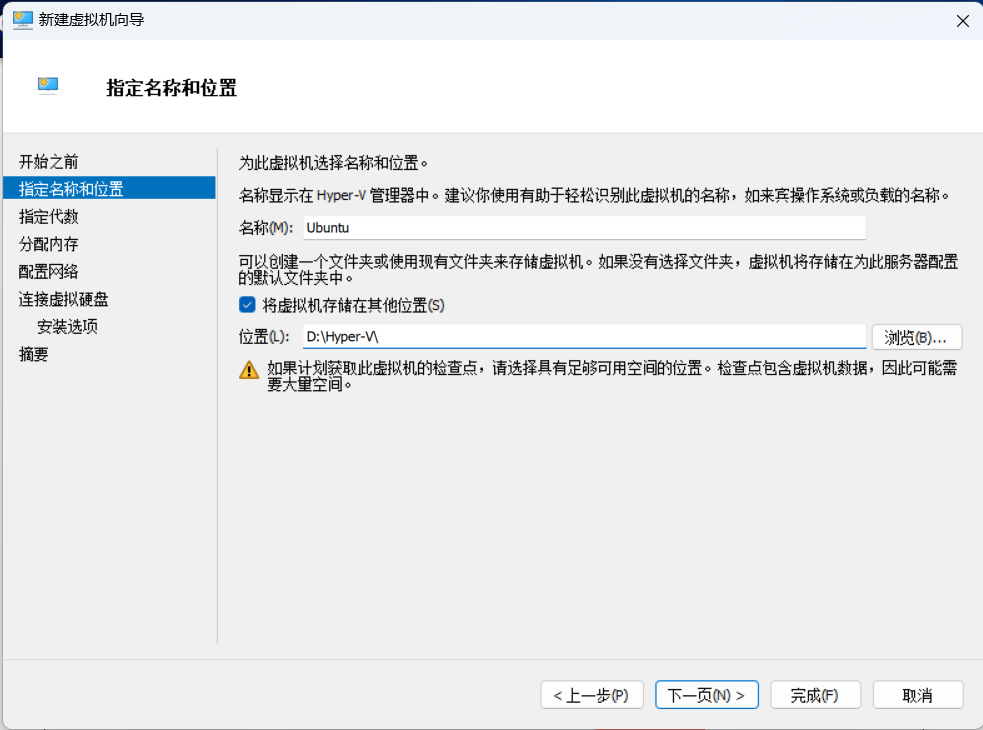 新建虚拟机向导
指定名称和位置
开始之前
指定名称和位置
指定代数
分配内存
配置网络
连接虚拟硬盘
安装选项
摘要
为此虚拟机选择名称和位置。
名称显示在 Hyper-V 管理器中。建议你使用有助于轻松识别此虚拟机的名称，如来宾操作系统或负载的名称。
名称(M): Ubuntu
可以创建一个文件夹或使用现有文件夹来存储虚拟机。如果没有选择文件夹，虚拟机将存储在为此服务器配置
的默认文件夹中。
将虚拟机存储在其他位置(S)
位置(L): D:\Hyper-V\ 浏览(B)...
如果计划获取此虚拟机的检查点，请选择具有足够可用空间的位置。检查点包含虚拟机数据，因此可能需
要大量空间。
< 上一步(P) 下一页(N) > 完成(F) 取消